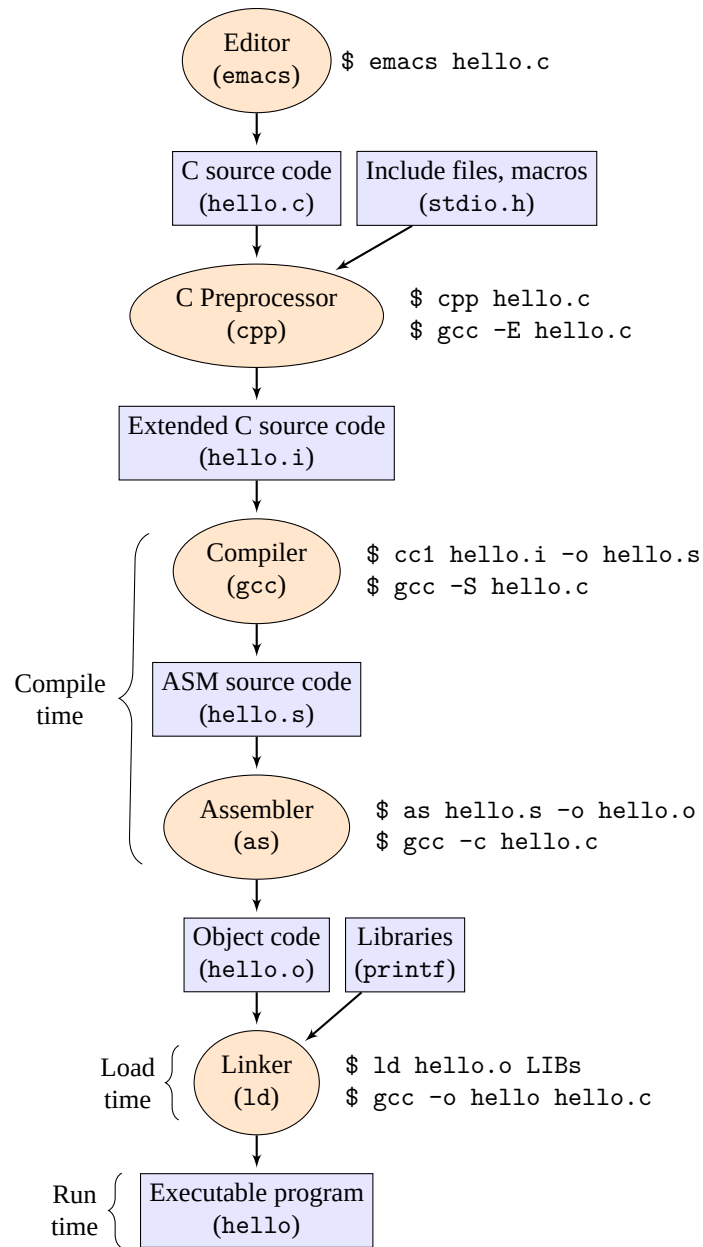 Editor
(emacs)
$ emacs hello.c
C source code
(hello.c)
Include files, macros
(stdio.h)
C Preprocessor
(cpp)
$ cpp hello.c
$ gcc -E hello.c
Extended C source code
(hello.i)
Compiler
(gcc)
$ cc1 hello.i -o hello.s
$ gcc -S hello.c
Compile
time
ASM source code
(hello.s)
Assembler
(as)
$ as hello.s -o hello.o
$ gcc -c hello.c
Object code
(hello.o)
Libraries
(printf)
Load
time
Linker
(ld)
$ ld hello.o LIBs
$ gcc -o hello hello.c
Run
time
Executable program
(hello)